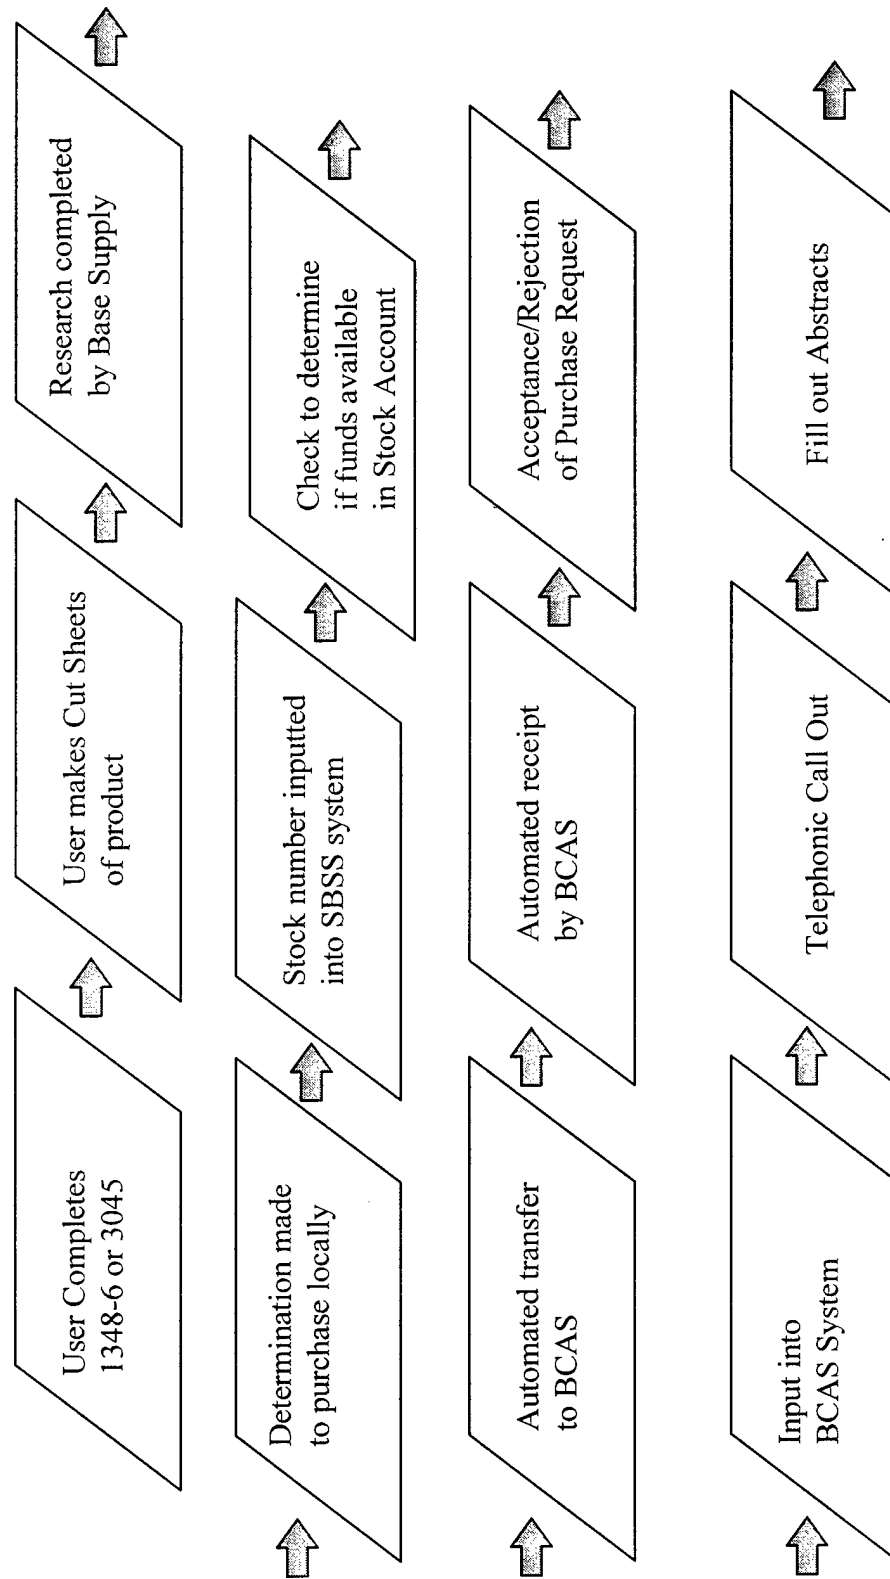 User Completes
1348-6 or 3045
User makes Cut Sheets
of product
Research completed
by Base Supply
Determination made
to purchase locally
Stock number inputted
into SBSS system
Check to determine
if funds available
in Stock Account
Automated transfer
to BCAS
Automated receipt
by BCAS
Acceptance/Rejection
of Purchase Request
Input into
BCAS System
Telephonic Call Out
Fill out Abstracts